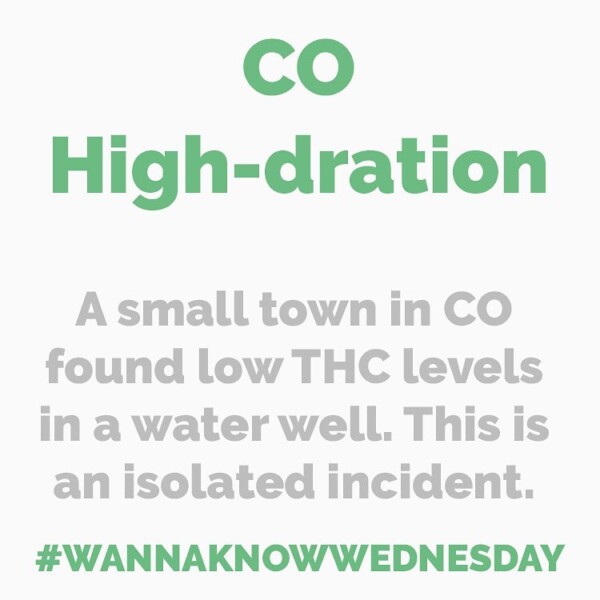 CO
High-dration
A small town in CO
found low THC levels
in a water well. This is
an isolated incident.
#WANNAKNOWWEDNESDAY